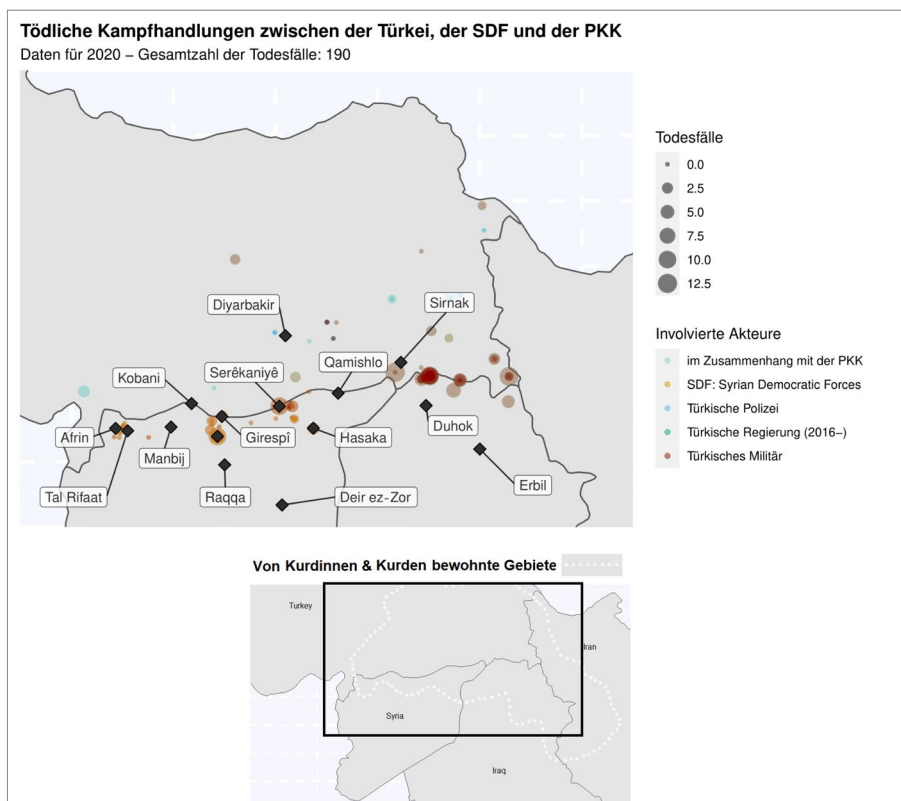 Tödliche Kampfhandlungen zwischen der Türkei, der SDF und der PKK
Daten für 2020 – Gesamtzahl der Todesfälle: 190
Diyarbakir
Sirnak
Kobani
Serêkaniyê
Qamishlo
Afrin
Manbij
Girespî
Hasaka
Duhok
Tal Rifaat
Raqqa
Deir ez-Zor
Erbil
Todesfälle
0.0
2.5
5.0
7.5
10.0
12.5
Involvierte Akteure
im Zusammenhang mit der PKK
SDF: Syrian Democratic Forces
Türkische Polizei
Türkische Regierung (2016–)
Türkisches Militär
Von Kurdinnen & Kurden bewohnte Gebiete
Turkey
Iran
Syria
Iraq